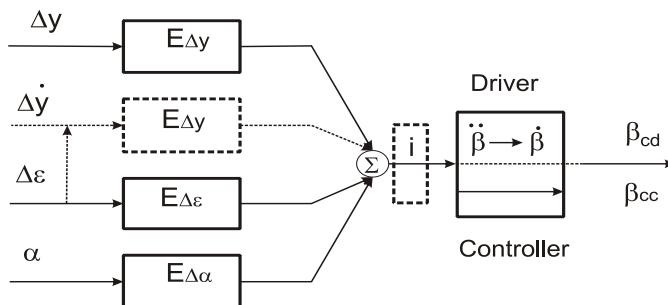 Δy
EΔy
Δẏ
EΔy
Δε
EΔε
α
EΔα
Σ
i
Driver
β̈ → β̇
Controller
βcd
βcc